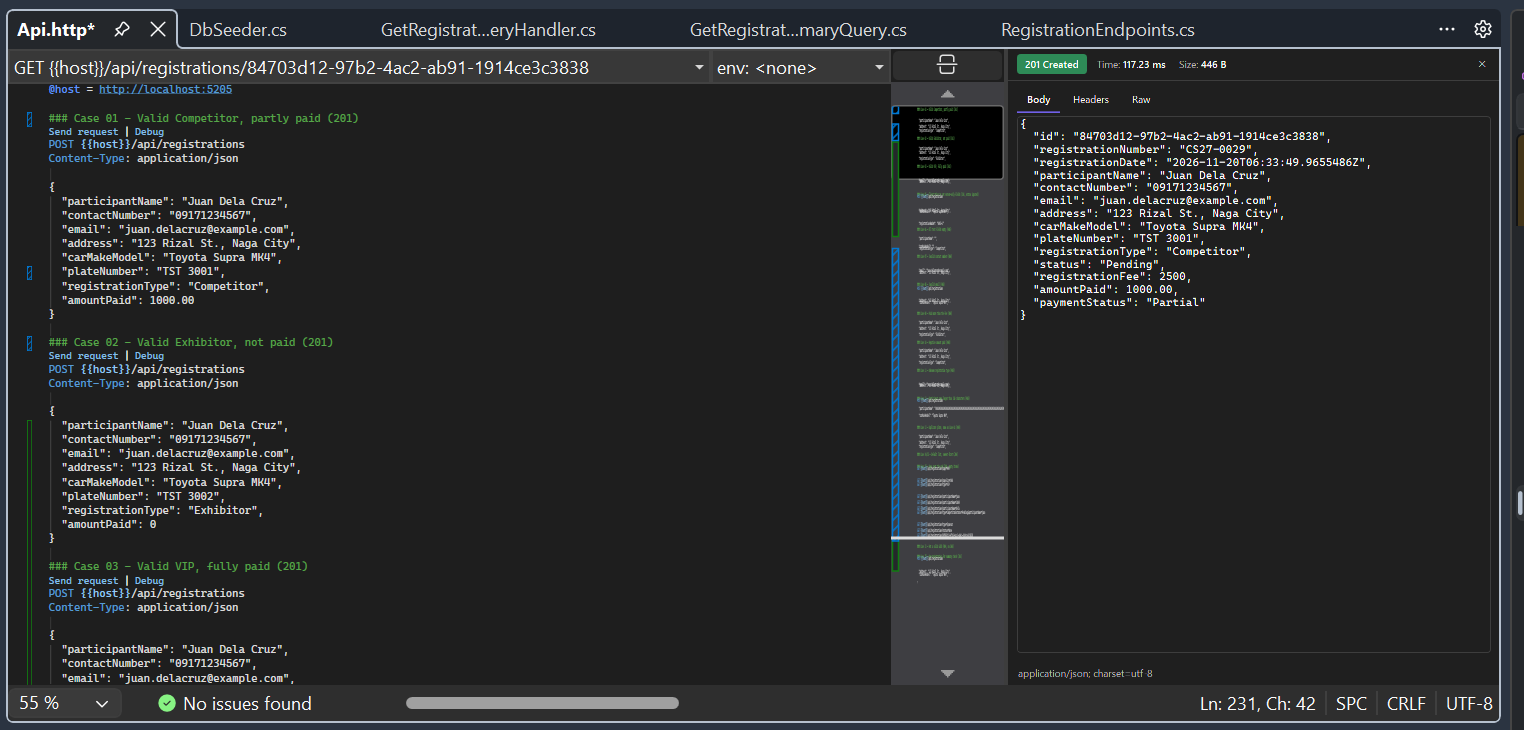 Api.http*
DbSeeder.cs
GetRegistrat...eryHandler.cs
GetRegistrat...maryQuery.cs
RegistrationEndpoints.cs
GET {{host}}/api/registrations/84703d12-97b2-4ac2-ab91-1914ce3c3838
env: <none>
@host = http://localhost:5205
### Case 01 - Valid Competitor, partly paid (201)
Send request | Debug
POST {{host}}/api/registrations
Content-Type: application/json
{
"participantName": "Juan Dela Cruz",
"contactNumber": "09171234567",
"email": "juan.delacruz@example.com",
"address": "123 Rizal St., Naga City",
"carMakeModel": "Toyota Supra MK4",
"plateNumber": "TST 3001",
"registrationType": "Competitor",
"amountPaid": 1000.00
}
### Case 02 - Valid Exhibitor, not paid (201)
Send request | Debug
POST {{host}}/api/registrations
Content-Type: application/json
{
"participantName": "Juan Dela Cruz",
"contactNumber": "09171234567",
"email": "juan.delacruz@example.com",
"address": "123 Rizal St., Naga City",
"carMakeModel": "Toyota Supra MK4",
"plateNumber": "TST 3002",
"registrationType": "Exhibitor",
"amountPaid": 0
}
### Case 03 - Valid VIP, fully paid (201)
Send request | Debug
POST {{host}}/api/registrations
Content-Type: application/json
{
"participantName": "Juan Dela Cruz",
"contactNumber": "09171234567",
"email": "juan.delacruz@example.com",
201 Created Time: 117.23 ms Size: 446 B
Body Headers Raw
{
"id": "84703d12-97b2-4ac2-ab91-1914ce3c3838",
"registrationNumber": "CS27-0029",
"registrationDate": "2026-11-20T06:33:49.9655486Z",
"participantName": "Juan Dela Cruz",
"contactNumber": "09171234567",
"email": "juan.delacruz@example.com",
"address": "123 Rizal St., Naga City",
"carMakeModel": "Toyota Supra MK4",
"plateNumber": "TST 3001",
"registrationType": "Competitor",
"status": "Pending",
"registrationFee": 2500,
"amountPaid": 1000.00,
"paymentStatus": "Partial"
}
application/json; charset=utf-8
55 %
No issues found
Ln: 231, Ch: 42
SPC
CRLF
UTF-8